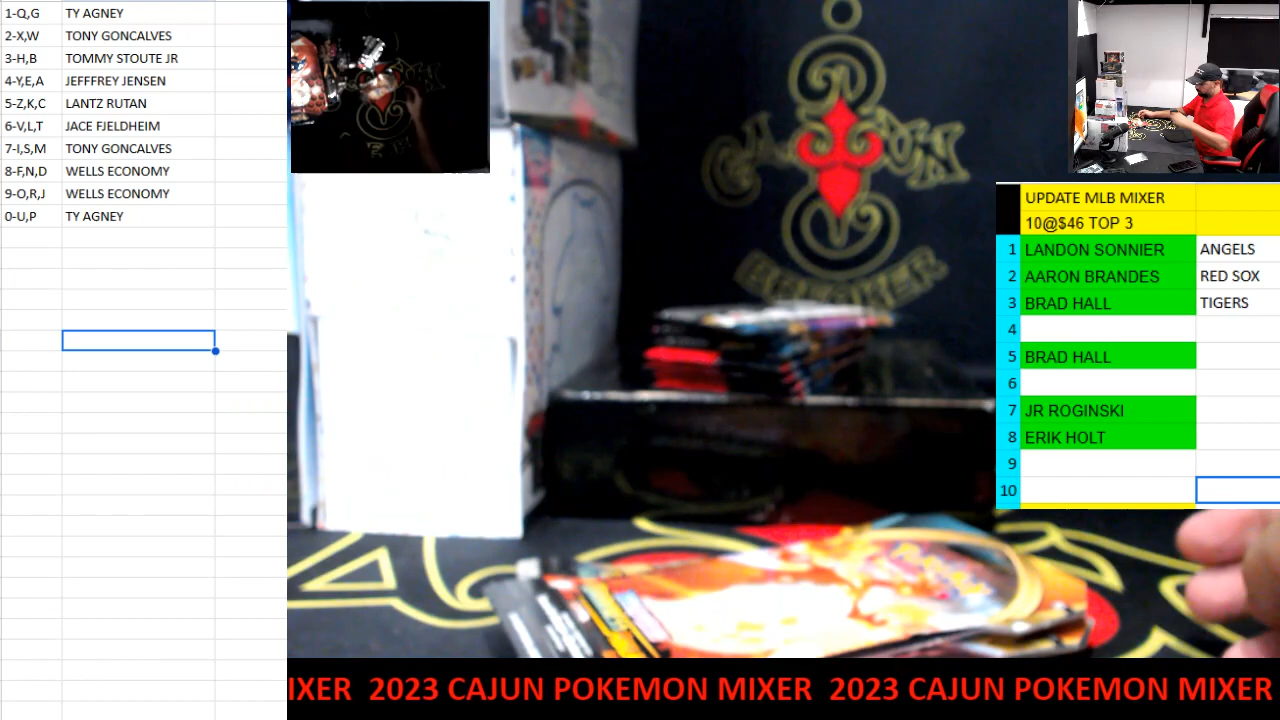 1-Q,G TY AGNEY
2-X,W TONY GONCALVES
3-H,B TOMMY STOUTE JR
4-Y,E,A JEFFFREY JENSEN
5-Z,K,C LANTZ RUTAN
6-V,L,T JACE FJELDHEIM
7-I,S,M TONY GONCALVES
8-F,N,D WELLS ECONOMY
9-O,R,J WELLS ECONOMY
0-U,P TY AGNEY
CAJUN
BREAKER
UPDATE MLB MIXER
10@$46 TOP 3
1 LANDON SONNIER ANGELS
2 AARON BRANDES RED SOX
3 BRAD HALL TIGERS
4
5 BRAD HALL
6
7 JR ROGINSKI
8 ERIK HOLT
9
10
IXER 2023 CAJUN POKEMON MIXER 2023 CAJUN POKEMON MIXER